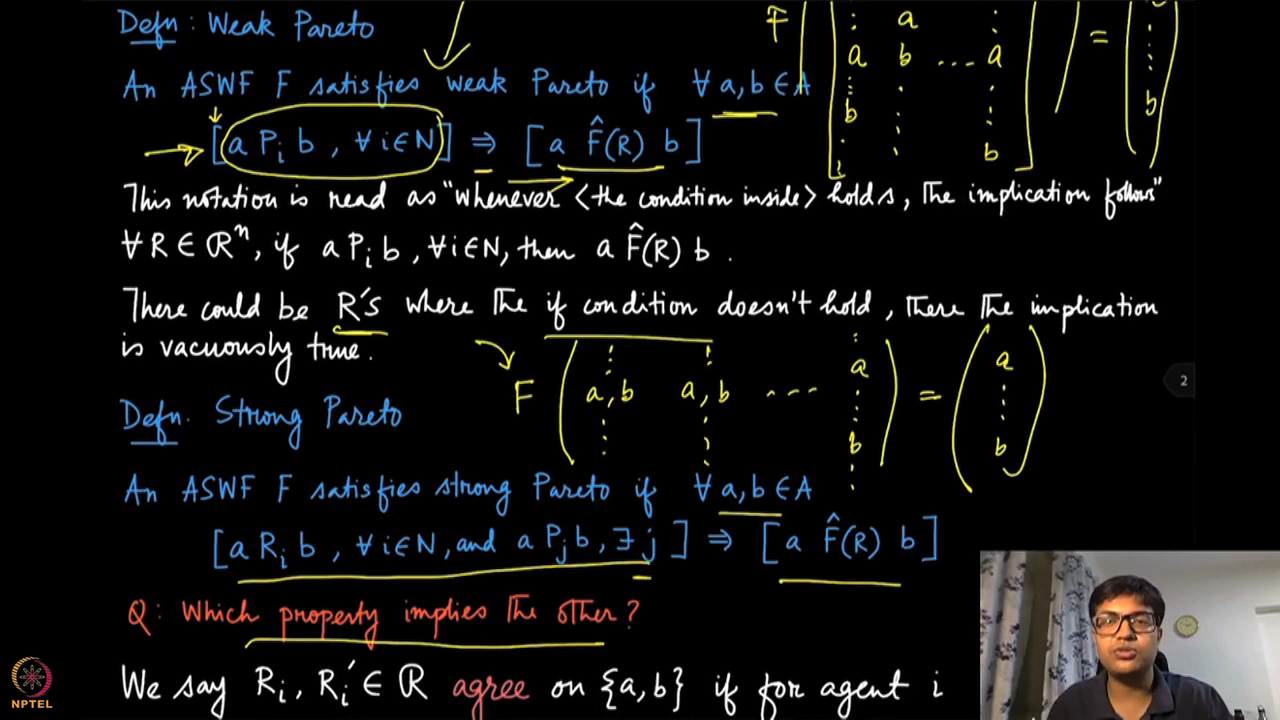 Defn: Weak Pareto
An ASWF F satisfies weak Pareto if ∀ a,b ∈ A
[a Pᵢ b, ∀i∈N] ⇒ [a F̂(R) b]
F ( [ ⋮ a ⋮
a b ... a
⋮ . ⋮
b . ⋮
⋮ b ] ) = ( ⋮ b ⋮ )
This notation is read as "whenever <the condition inside> holds, the implication follows"
∀ R ∈ ℛⁿ, if a Pᵢ b, ∀i∈N, then a F̂(R) b.
There could be R's where the if condition doesn't hold, there the implication
is vacuously true.
F ( ⋮ ⋮ ⋮ a
a,b a,b --- ⋮
⋮ ⋮ b ⋮ ) = ( a ⋮ b )
Defn. Strong Pareto
An ASWF F satisfies strong Pareto if ∀ a,b ∈ A
[a Rᵢ b, ∀i∈N, and a Pⱼ b, ∃ j] ⇒ [a F̂(R) b]
Q: Which property implies the other?
We say Rᵢ, Rᵢ' ∈ ℛ agree on {a,b} if for agent i
2
NPTEL